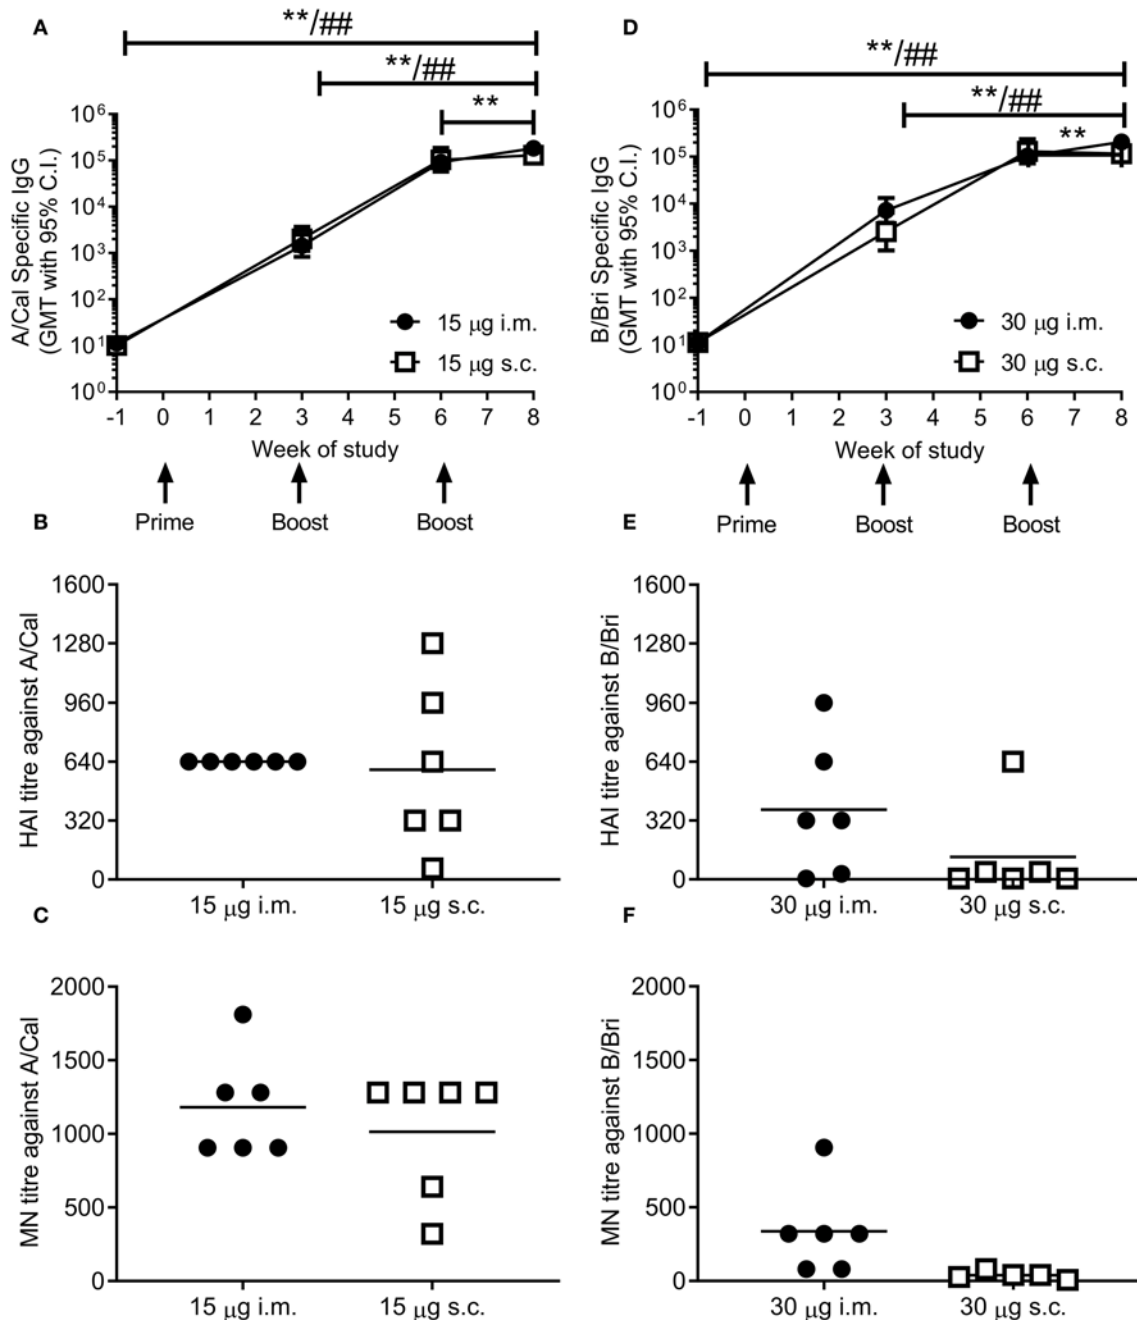 A
**/##
**/##
**
10⁶
10⁵
10⁴
10³
10²
10¹
10⁰
A/Cal Specific IgG
(GMT with 95% C.I.)
15 μg i.m.
15 μg s.c.
-1 0 1 2 3 4 5 6 7 8
Week of study
Prime Boost Boost
D
**/##
**/##
**
10⁶
10⁵
10⁴
10³
10²
10¹
10⁰
B/Bri Specific IgG
(GMT with 95% C.I.)
30 μg i.m.
30 μg s.c.
-1 0 1 2 3 4 5 6 7 8
Week of study
Prime Boost Boost
B
1600
1280
960
640
320
0
HAI titre against A/Cal
15 μg i.m. 15 μg s.c.
E
1600
1280
960
640
320
0
HAI titre against B/Bri
30 μg i.m. 30 μg s.c.
C
2000
1500
1000
500
0
MN titre against A/Cal
15 μg i.m. 15 μg s.c.
F
2000
1500
1000
500
0
MN titre against B/Bri
30 μg i.m. 30 μg s.c.